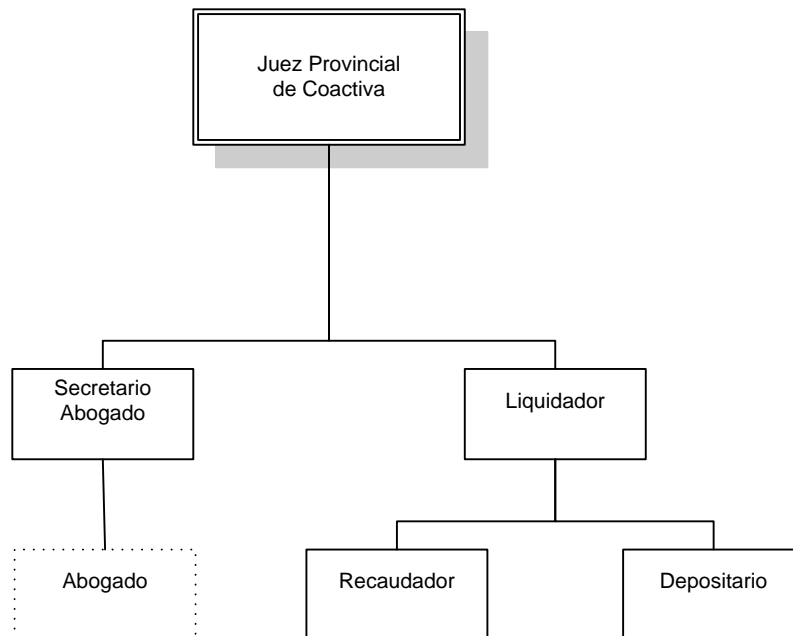 Juez Provincial
de Coactiva
Secretario
Abogado
Liquidador
Abogado
Recaudador
Depositario